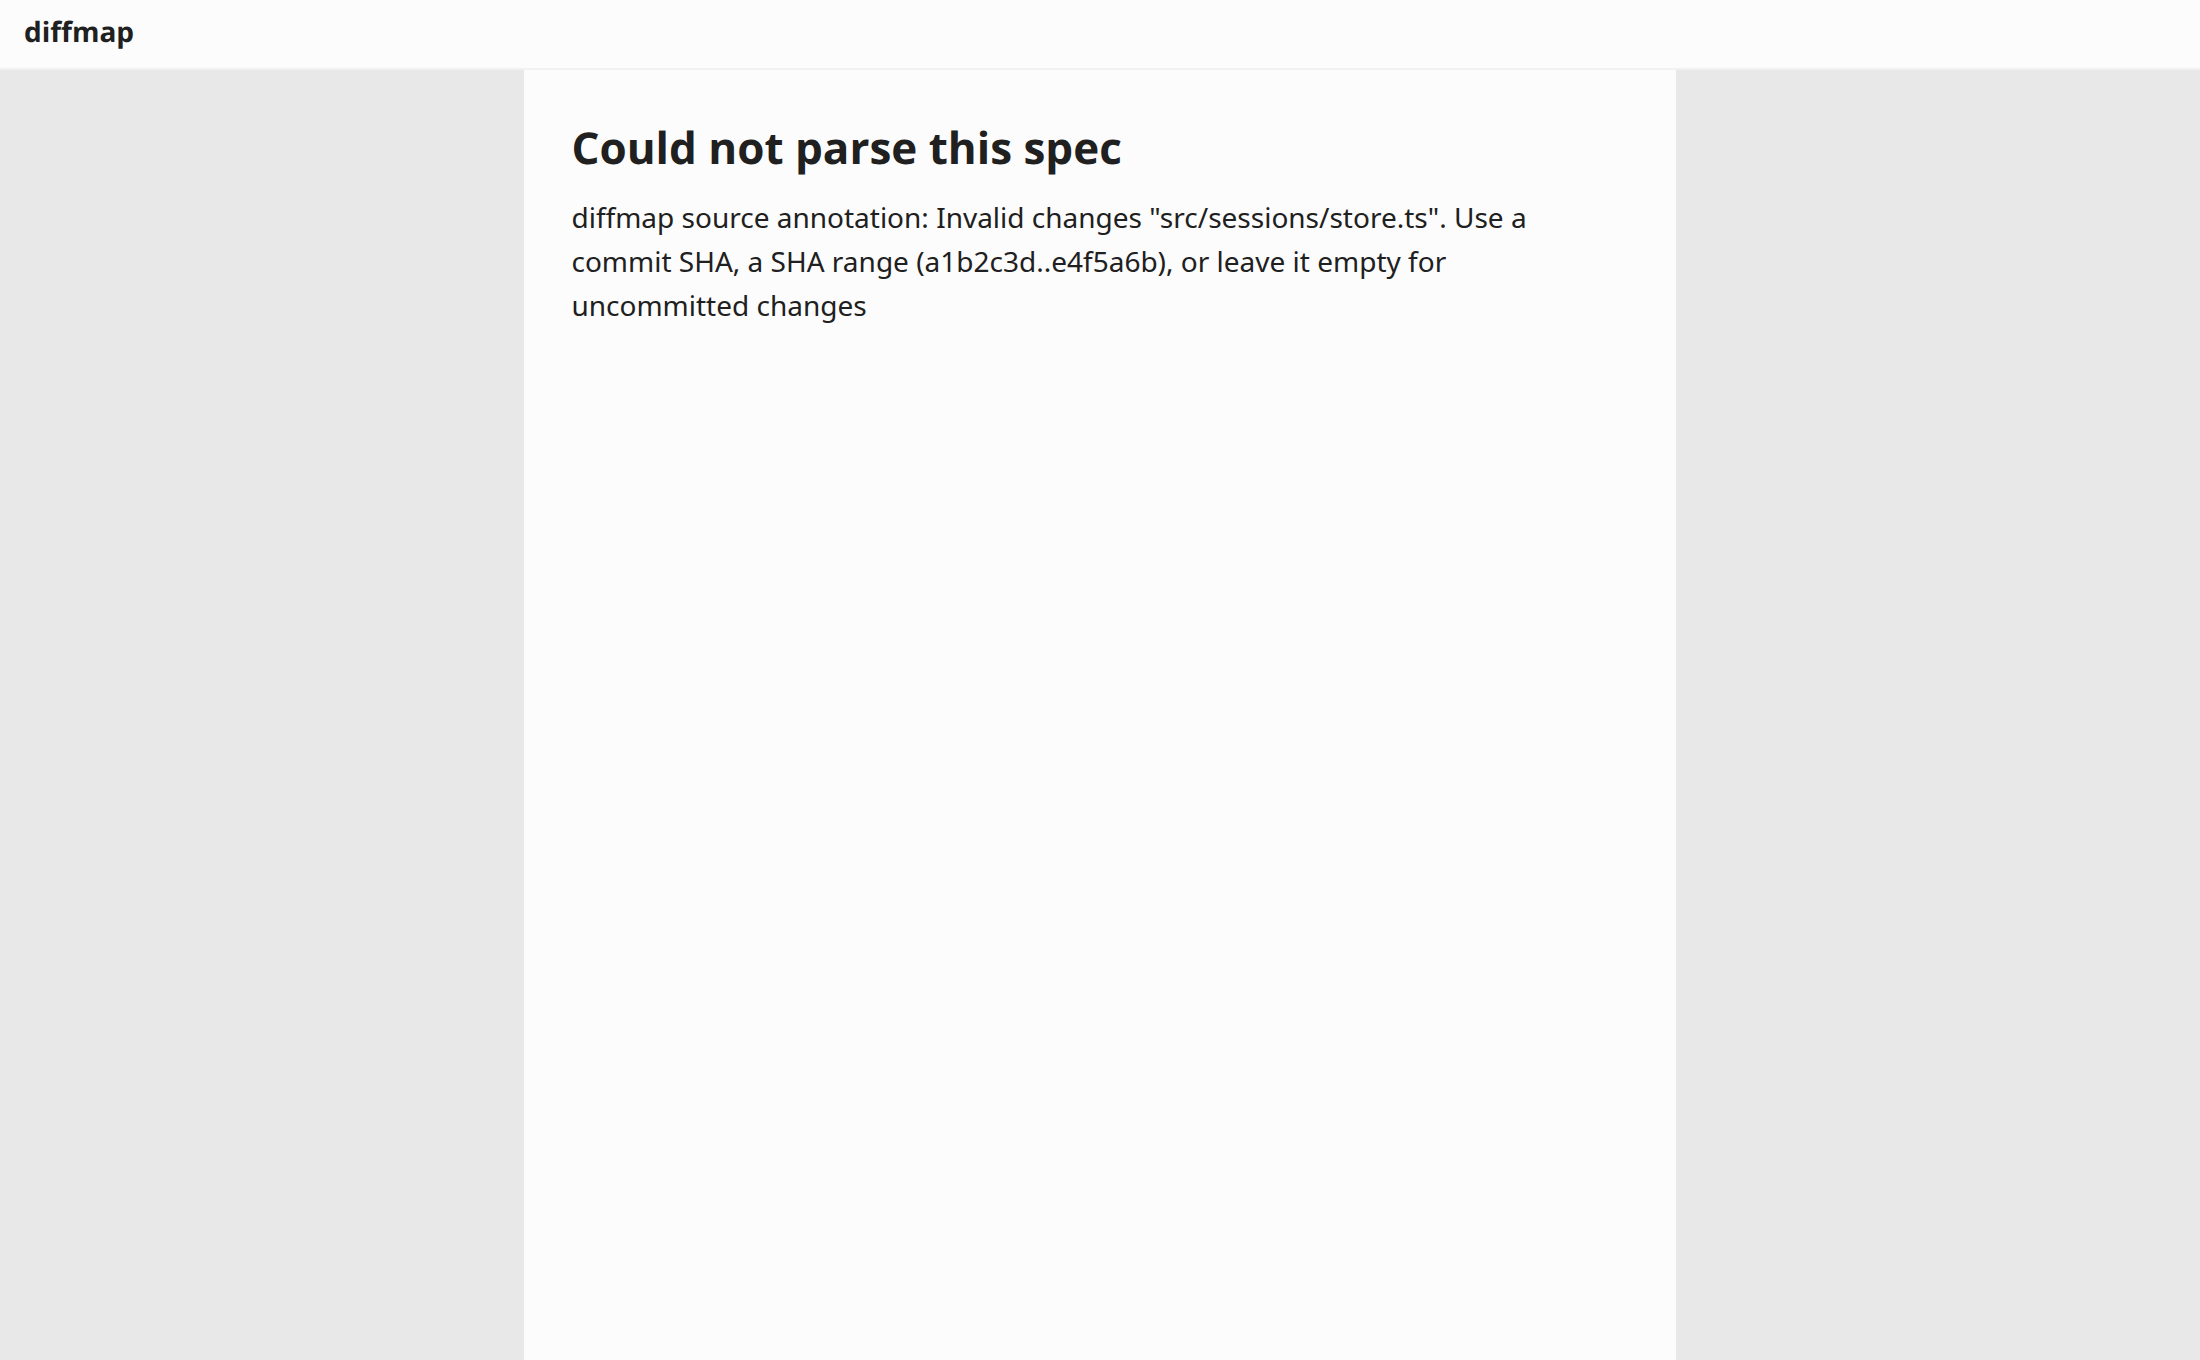 diffmap
Could not parse this spec
diffmap source annotation: Invalid changes "src/sessions/store.ts". Use a
commit SHA, a SHA range (a1b2c3d..e4f5a6b), or leave it empty for
uncommitted changes